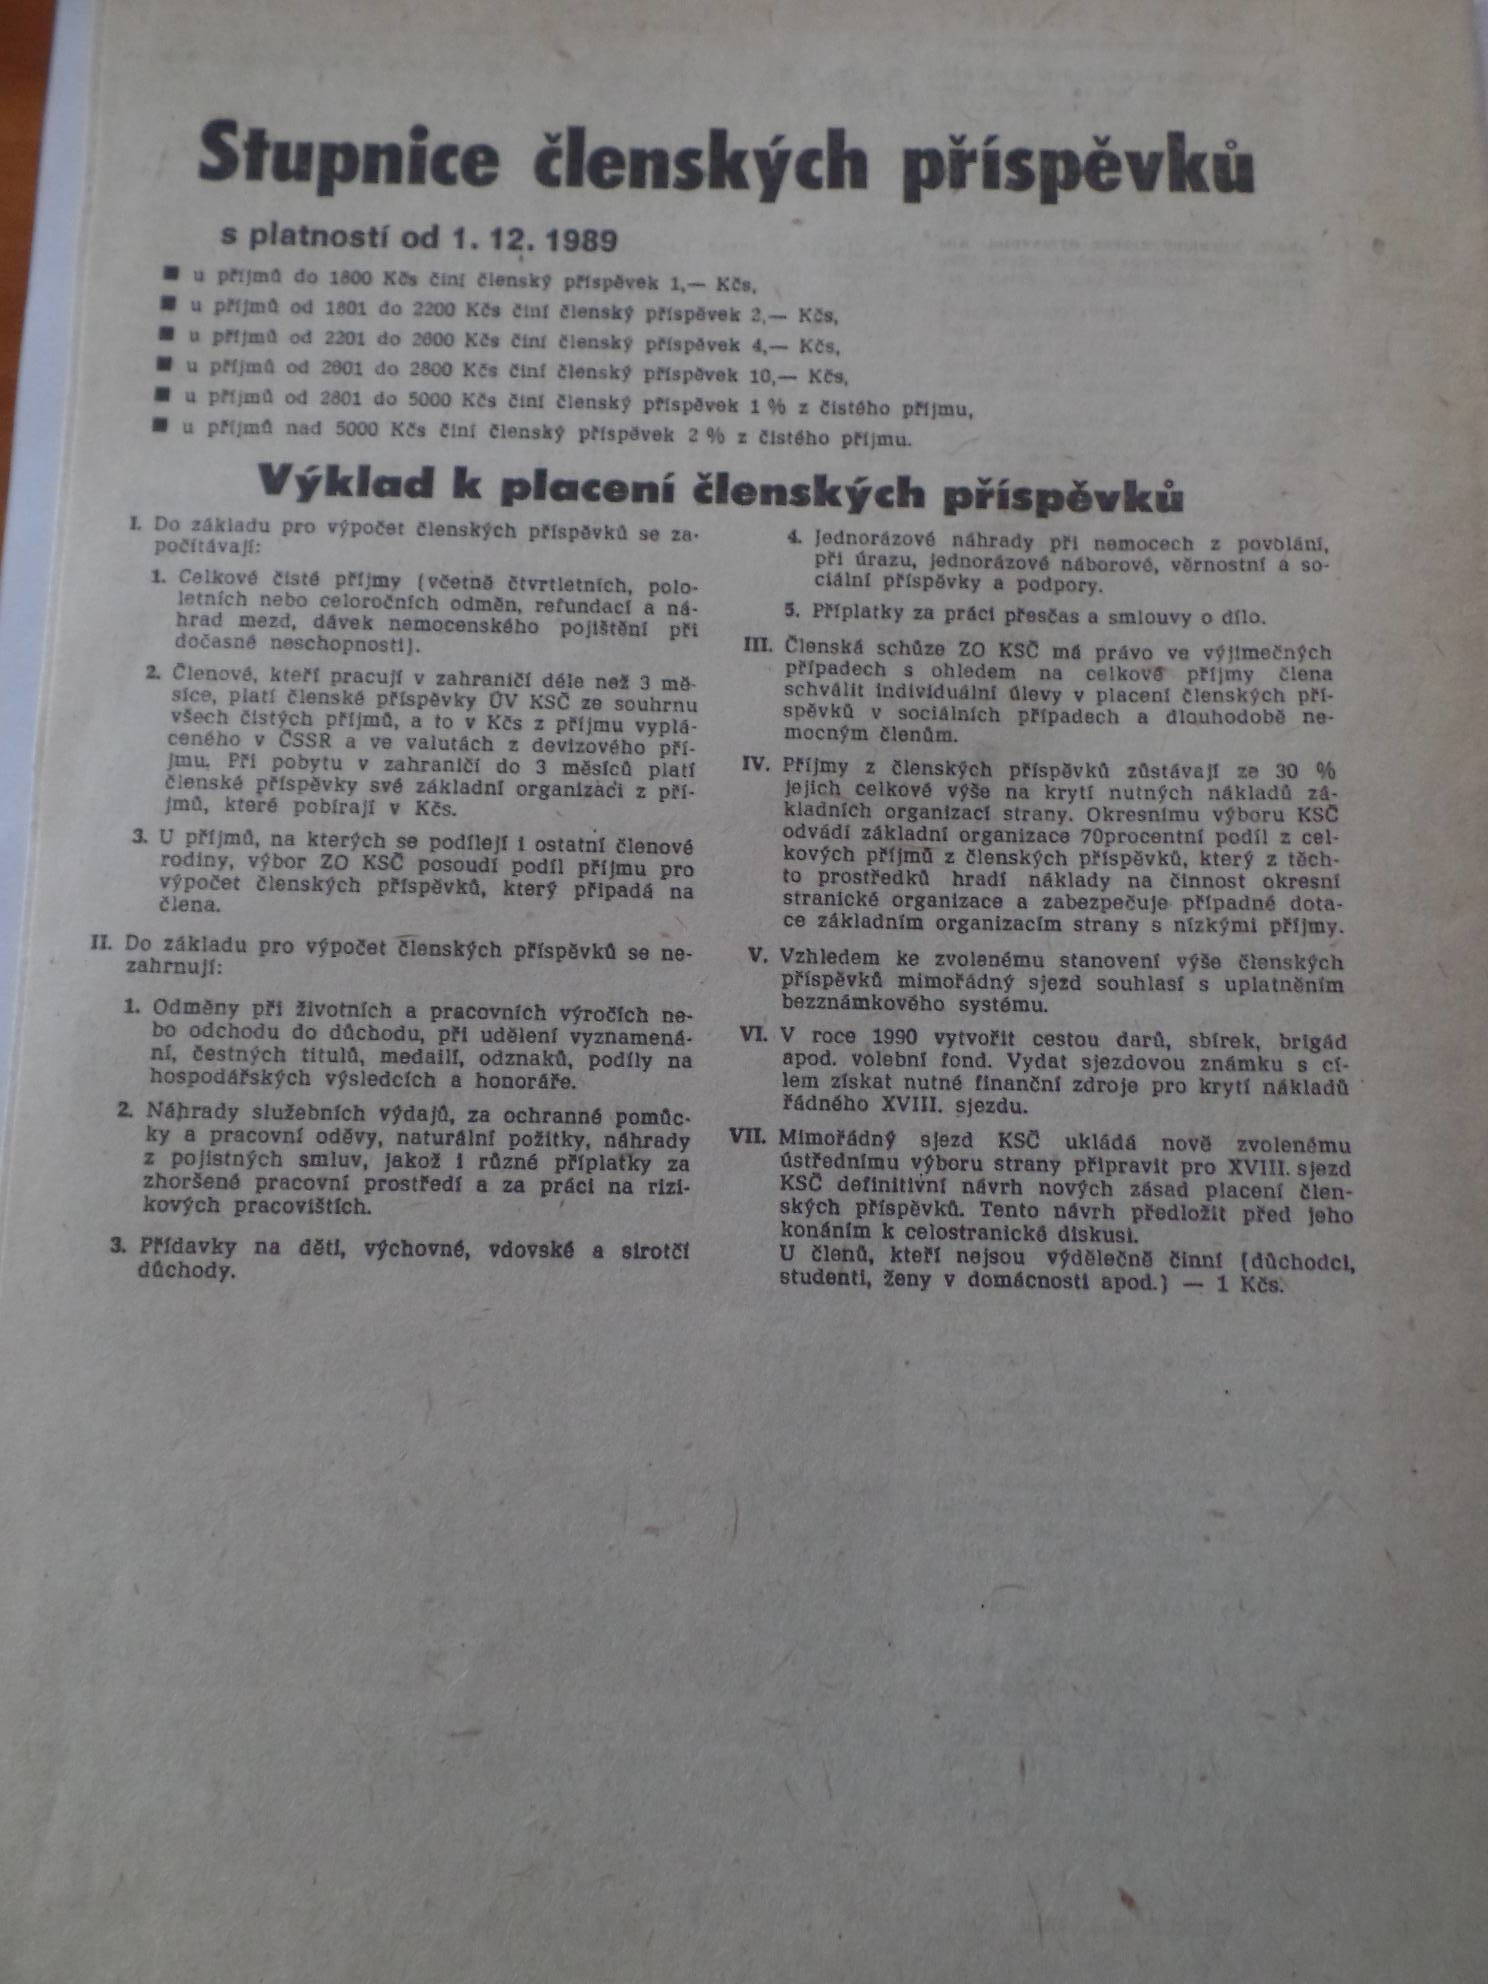 Stupnice členských příspěvků
s platností od 1. 12. 1989
■ u příjmů do 1800 Kčs činí členský příspěvek 1,— Kčs,
■ u příjmů od 1801 do 2200 Kčs činí členský příspěvek 2,— Kčs,
■ u příjmů od 2201 do 2600 Kčs činí členský příspěvek 4,— Kčs,
■ u příjmů od 2601 do 2800 Kčs činí členský příspěvek 10,— Kčs,
■ u příjmů od 2801 do 5000 Kčs činí členský příspěvek 1 % z čistého příjmu,
■ u příjmů nad 5000 Kčs činí členský příspěvek 2 % z čistého příjmu.
Výklad k placení členských příspěvků
I. Do základu pro výpočet členských příspěvků se za-
počítávají:
1. Celkové čisté příjmy (včetně čtvrtletních, polo-
letních nebo celoročních odměn, refundací a ná-
hrad mezd, dávek nemocenského pojištění při
dočasné neschopnosti).
2. Členové, kteří pracují v zahraničí déle než 3 mě-
síce, platí členské příspěvky ÚV KSČ ze souhrnu
všech čistých příjmů, a to v Kčs z příjmu vyplá-
ceného v ČSSR a ve valutách z devizového pří-
jmu. Při pobytu v zahraničí do 3 měsíců platí
členské příspěvky své základní organizaci z pří-
jmů, které pobírají v Kčs.
3. U příjmů, na kterých se podílejí i ostatní členové
rodiny, výbor ZO KSČ posoudí podíl příjmu pro
výpočet členských příspěvků, který připadá na
člena.
II. Do základu pro výpočet členských příspěvků se ne-
zahrnují:
1. Odměny při životních a pracovních výročích ne-
bo odchodu do důchodu, při udělení vyznamená-
ní, čestných titulů, medailí, odznaků, podíly na
hospodářských výsledcích a honoráře.
2. Náhrady služebních výdajů, za ochranné pomůc-
ky a pracovní oděvy, naturální požitky, náhrady
z pojistných smluv, jakož i různé příplatky za
zhoršené pracovní prostředí a za práci na rizi-
kových pracovištích.
3. Přídavky na děti, výchovné, vdovské a sirotčí
důchody.
4. Jednorázové náhrady při nemocech z povolání,
při úrazu, jednorázové náborové, věrnostní a so-
ciální příspěvky a podpory.
5. Příplatky za práci přesčas a smlouvy o dílo.
III. Členská schůze ZO KSČ má právo ve výjimečných
případech s ohledem na celkové příjmy člena
schválit individuální úlevy v placení členských pří-
spěvků v sociálních případech a dlouhodobě ne-
mocným členům.
IV. Příjmy z členských příspěvků zůstávají ze 30 %
jejich celkové výše na krytí nutných nákladů zá-
kladních organizací strany. Okresnímu výboru KSČ
odvádí základní organizace 70procentní podíl z cel-
kových příjmů z členských příspěvků, který z těch-
to prostředků hradí náklady na činnost okresní
stranické organizace a zabezpečuje případné dota-
ce základním organizacím strany s nízkými příjmy.
V. Vzhledem ke zvolenému stanovení výše členských
příspěvků mimořádný sjezd souhlasí s uplatněním
bezznámkového systému.
VI. V roce 1990 vytvořit cestou darů, sbírek, brigád
apod. volební fond. Vydat sjezdovou známku s cí-
lem získat nutné finanční zdroje pro krytí nákladů
řádného XVIII. sjezdu.
VII. Mimořádný sjezd KSČ ukládá nově zvolenému
ústřednímu výboru strany připravit pro XVIII. sjezd
KSČ definitivní návrh nových zásad placení člen-
ských příspěvků. Tento návrh předložit před jeho
konáním k celostranické diskusi.
U členů, kteří nejsou výdělečně činní (důchodci,
studenti, ženy v domácnosti apod.) — 1 Kčs.